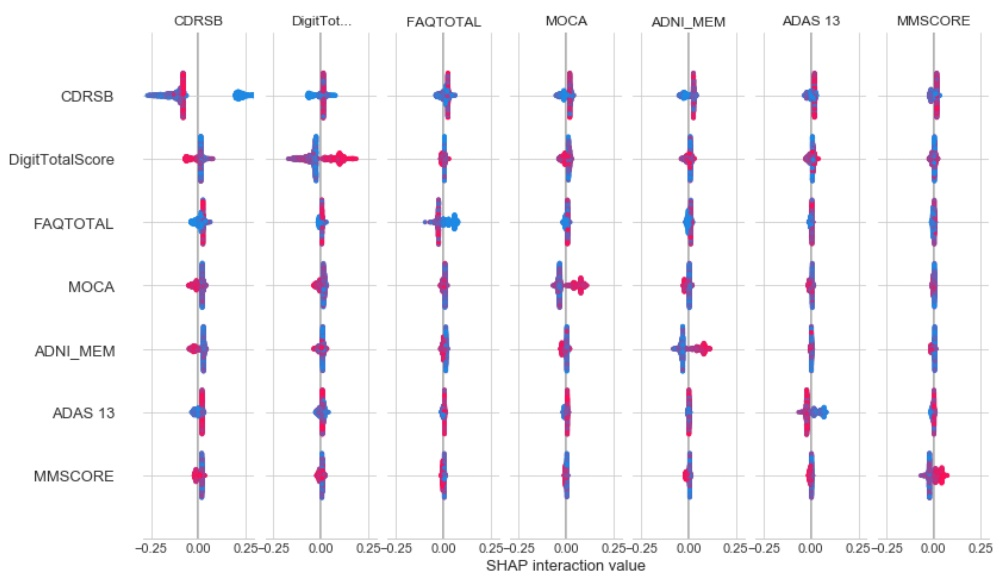 CDRSB DigitTot... FAQTOTAL MOCA ADNI_MEM ADAS 13 MMSCORE
CDRSB
DigitTotalScore
FAQTOTAL
MOCA
ADNI_MEM
ADAS 13
MMSCORE
−0.25 0.00 0.25−0.25 0.00 0.25−0.25 0.00 0.25−0.25 0.00 0.25−0.25 0.00 0.25−0.25 0.00 0.25−0.25 0.00 0.25
SHAP interaction value